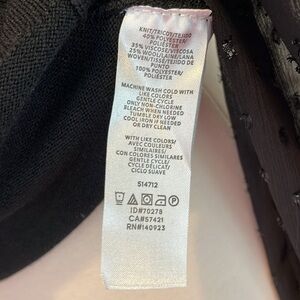 KNIT/TRICOT/TEJIDO
40% POLYESTER/
POLIÉSTER
35% VISCOSE/VISCOSA
25% WOOL/LAINE/LANA
WOVEN/TISSE/TEJIDO DE
PUNTO
100% POLYESTER/
POLIÉSTER
MACHINE WASH COLD WITH
LIKE COLORS
GENTLE CYCLE
ONLY NON-CHLORINE
BLEACH WHEN NEEDED
TUMBLE DRY LOW
COOL IRON IF NEEDED
OR DRY CLEAN
WITH LIKE COLORS/
AVEC COULEURS
SIMILAIRES/
CON COLORES SIMILARES
GENTLE CYCLE/
CYCLE DÉLICAT/
CICLO SUAVE
514712
ID#70278
CA#57421
RN#140923